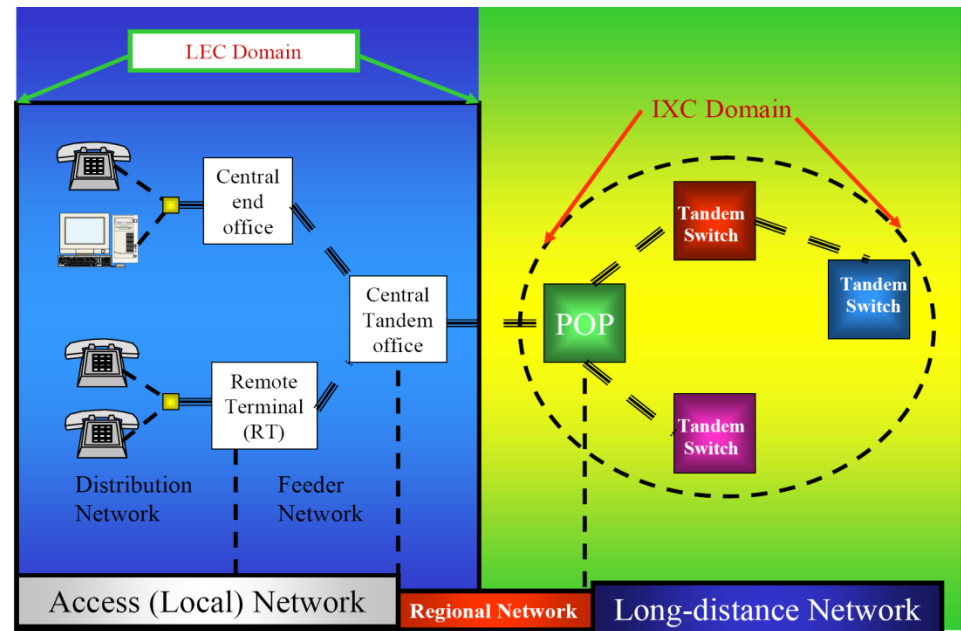 LEC Domain
IXC Domain
Central
end
office
Tandem
Switch
Tandem
Switch
Central
Tandem
office
POP
Remote
Terminal
(RT)
Tandem
Switch
Distribution
Network
Feeder
Network
Access (Local) Network
Regional Network
Long-distance Network